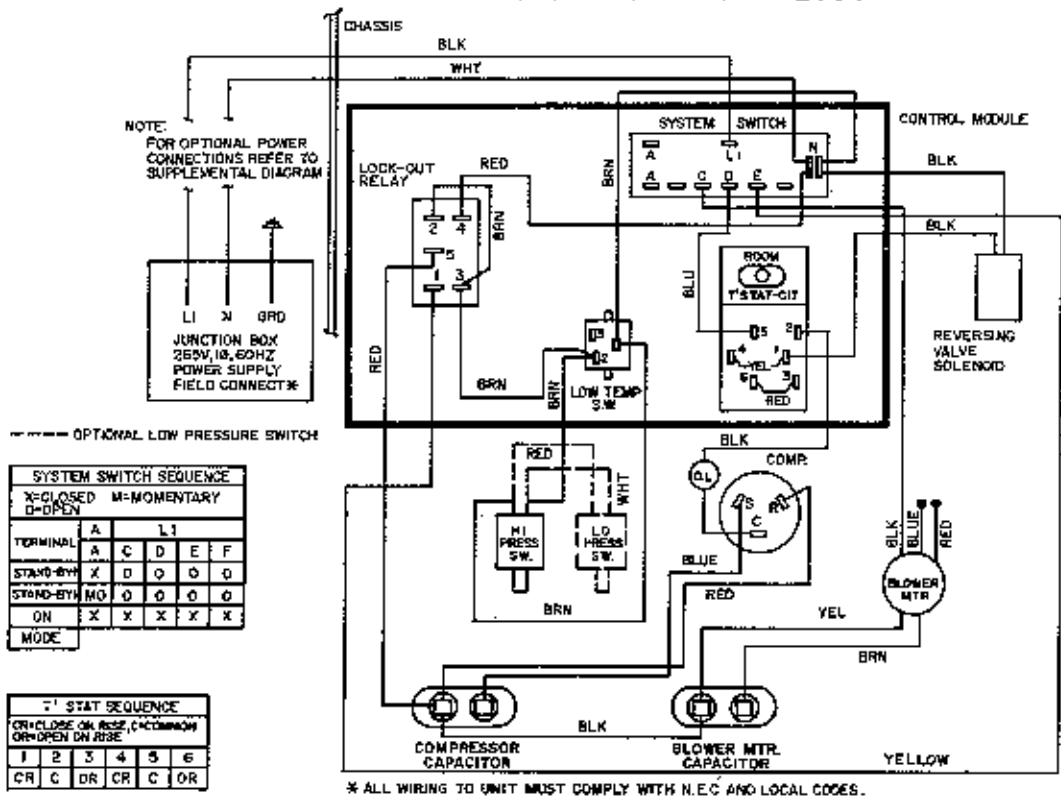 CHASSIS
BLK
WHT
NOTE:
FOR OPTIONAL POWER
CONNECTIONS REFER TO
SUPPLEMENTAL DIAGRAM
SYSTEM SWITCH
CONTROL MODULE
A L1 N
A C D E
LOCK-OUT
RELAY
RED
BRN
BRN
BLK
2 4
5
1 3
BLK
ROOM
T'STAT-CIT
BLU
5 2
4 1
YEL
6 3
RED
REVERSING
VALVE
SOLENOID
L1 N GRD
JUNCTION BOX
265V,1Ø,60HZ
POWER SUPPLY
FIELD CONNECT*
RED
3
2
BRN
BRN
LOW TEMP
SW.
OPTIONAL LOW PRESSURE SWITCH
BLK
RED
WHT
COMP.
O.L
S R
C
HI
PRESS
SW.
LO
PRESS
SW.
BLUE
RED
BRN
BLK
BLUE
RED
BLOWER
MTR
YEL
BRN
SYSTEM SWITCH SEQUENCE
X=CLOSED M=MOMENTARY
O=OPEN
TERMINAL A L1
A C D E F
STAND-BY X O O O O
STAND-BY MO O O O O
ON X X X X X
MODE
T' STAT SEQUENCE
CR=CLOSE ON RISE, C=COMMON
OR=OPEN ON RISE
1 2 3 4 5 6
CR C OR CR C OR
BLK
COMPRESSOR
CAPACITOR
BLOWER MTR.
CAPACITOR
YELLOW
* ALL WIRING TO UNIT MUST COMPLY WITH N.E.C AND LOCAL CODES.